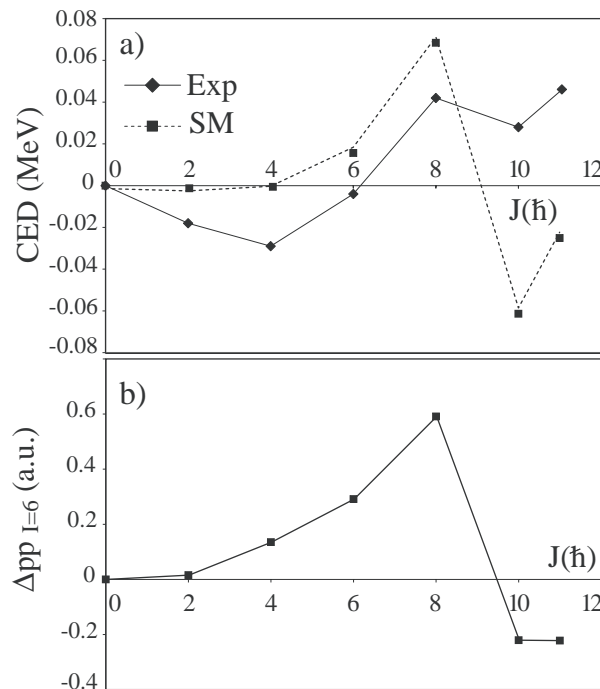 a)
Exp
SM
CED (MeV)
0.08
0.06
0.04
0.02
0
-0.02
-0.04
-0.06
-0.08
0 2 4 6 8 10 12
J(ħ)
b)
Δpp I=6 (a.u.)
0.6
0.4
0.2
0
-0.2
-0.4
J(ħ)
0 2 4 6 8 10 12